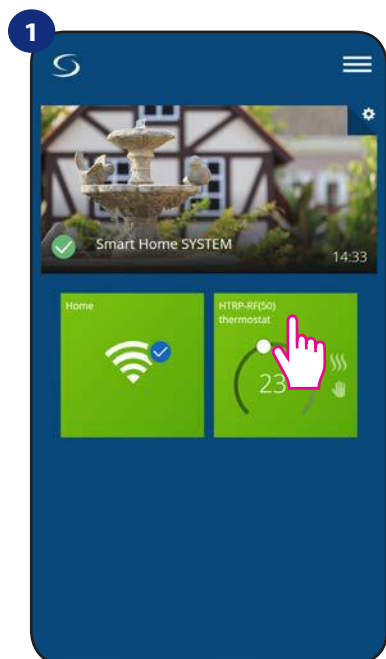 1
Smart Home SYSTEM
14:33
Home
HTRP-RF(50)
thermostat
23